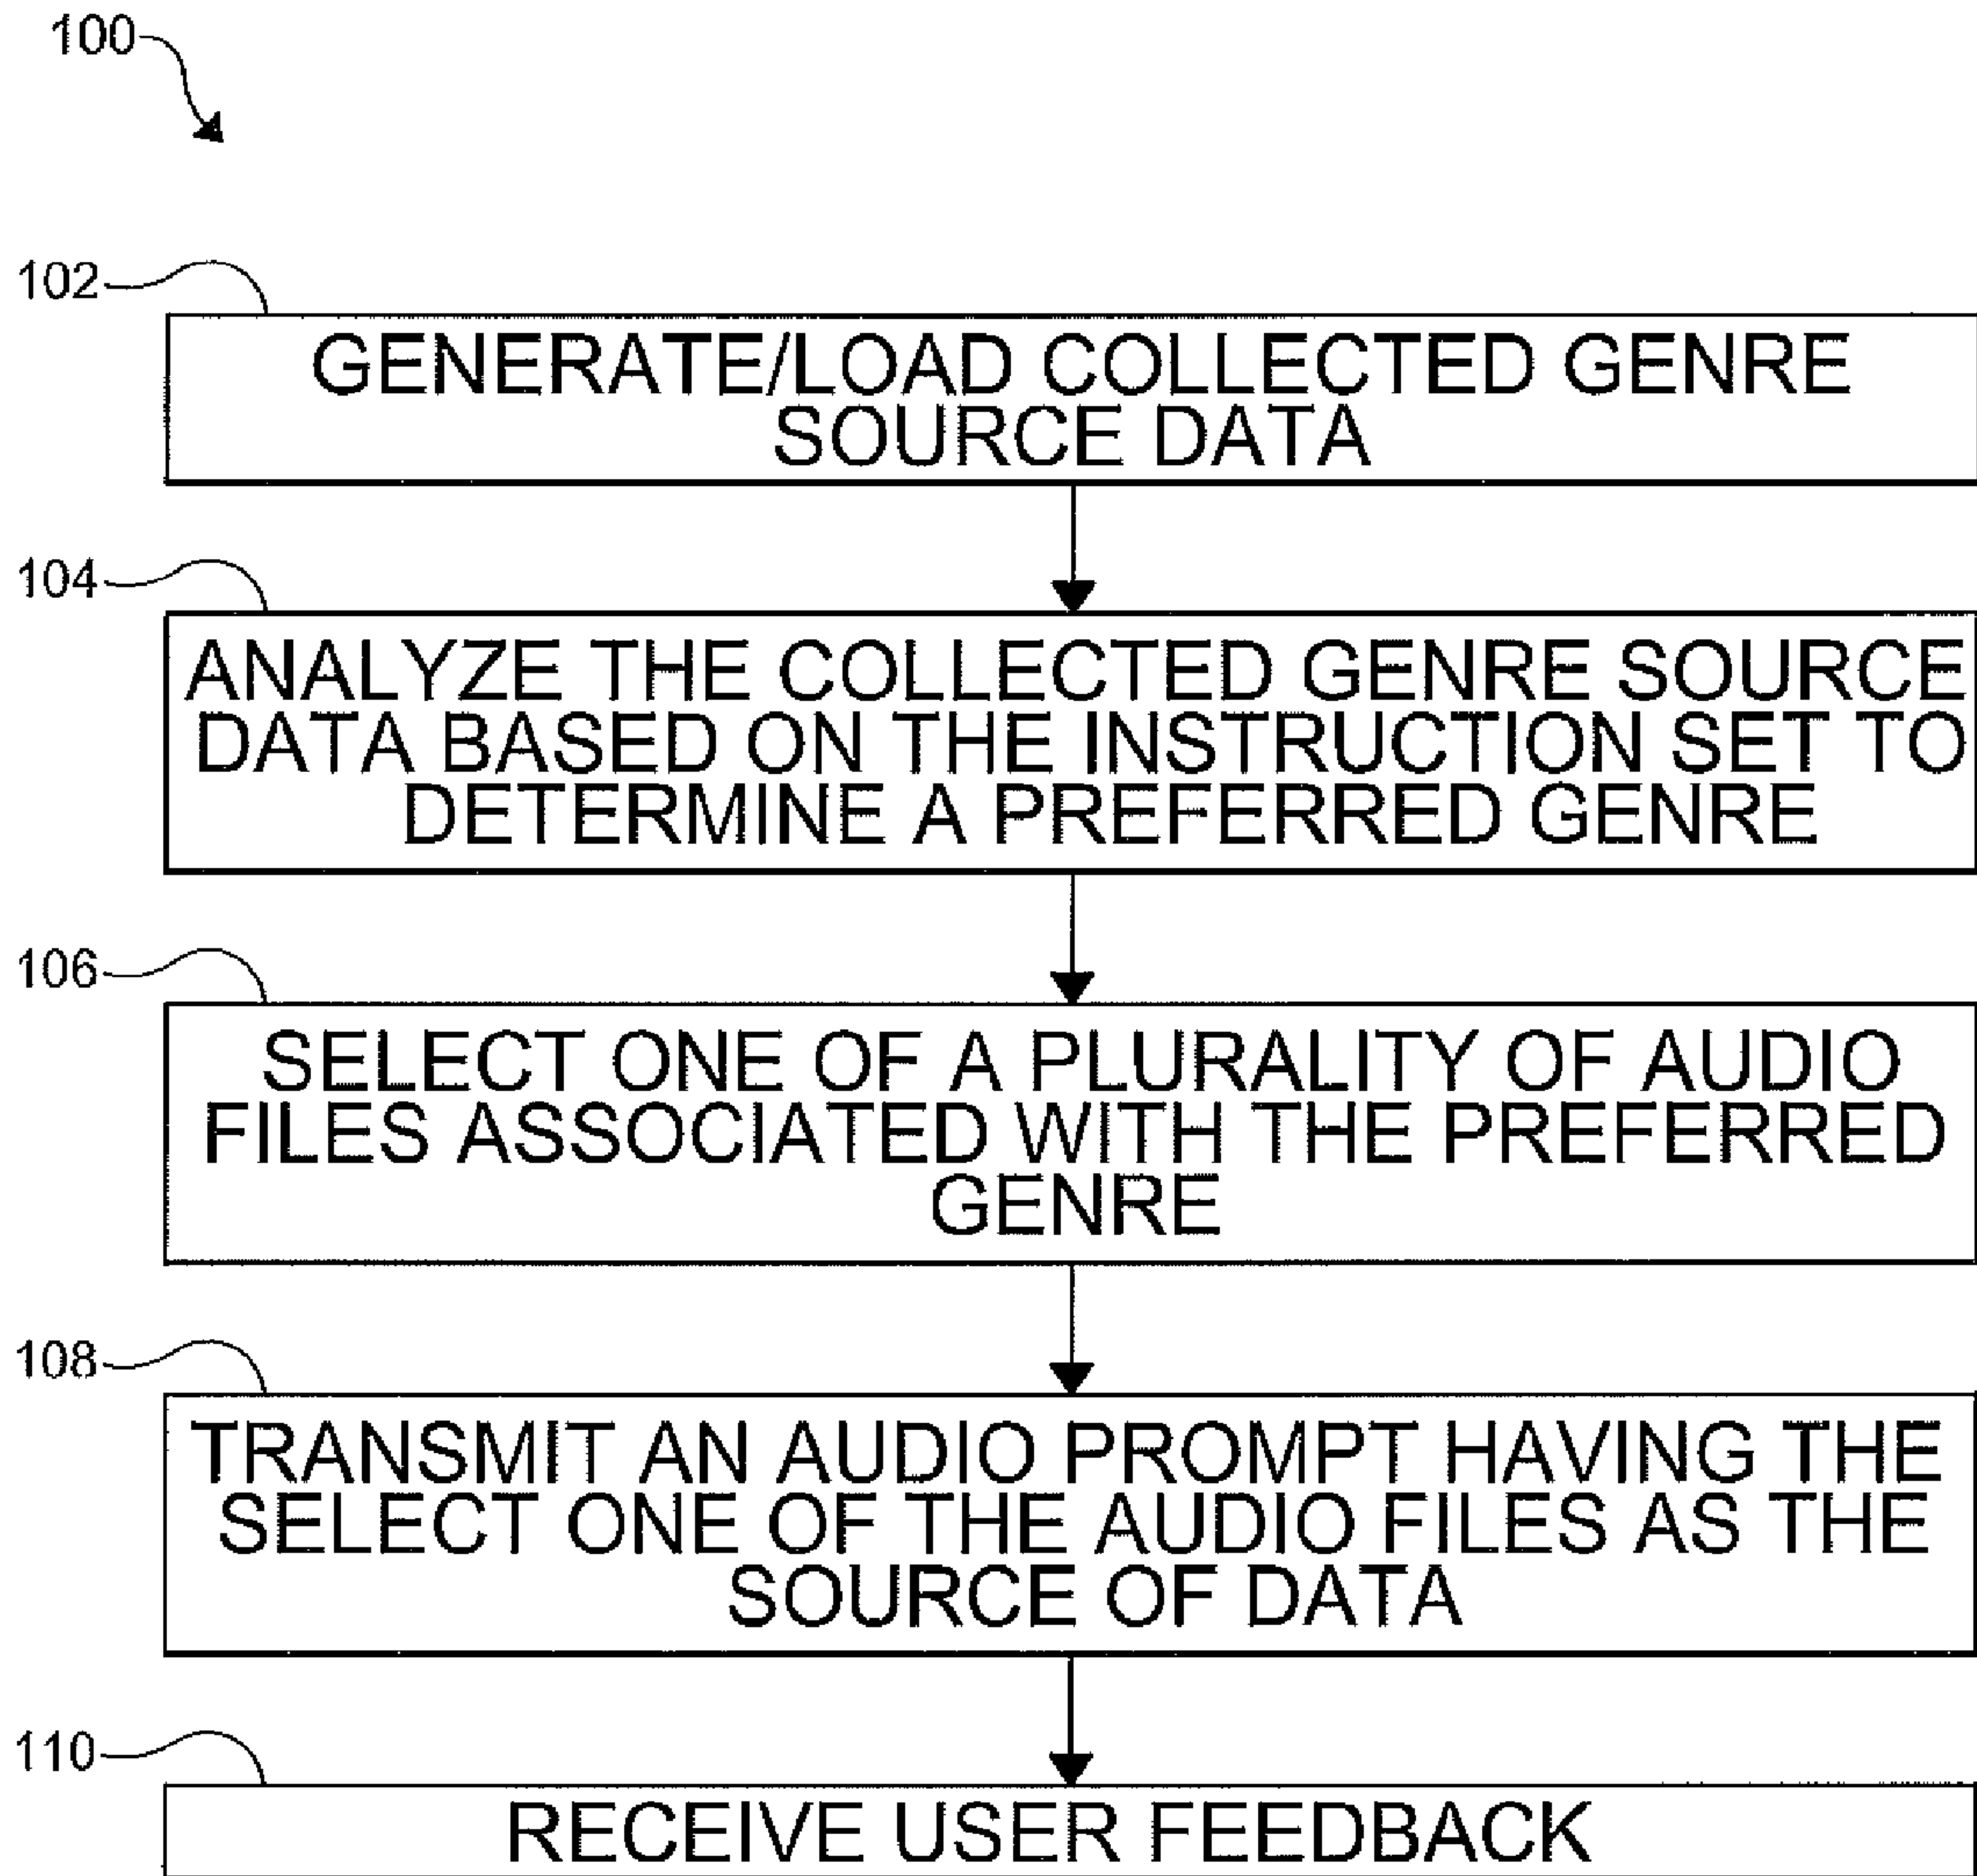 100
102
GENERATE/LOAD COLLECTED GENRE
SOURCE DATA
104
ANALYZE THE COLLECTED GENRE SOURCE
DATA BASED ON THE INSTRUCTION SET TO
DETERMINE A PREFERRED GENRE
106
SELECT ONE OF A PLURALITY OF AUDIO
FILES ASSOCIATED WITH THE PREFERRED
GENRE
108
TRANSMIT AN AUDIO PROMPT HAVING THE
SELECT ONE OF THE AUDIO FILES AS THE
SOURCE OF DATA
110
RECEIVE USER FEEDBACK